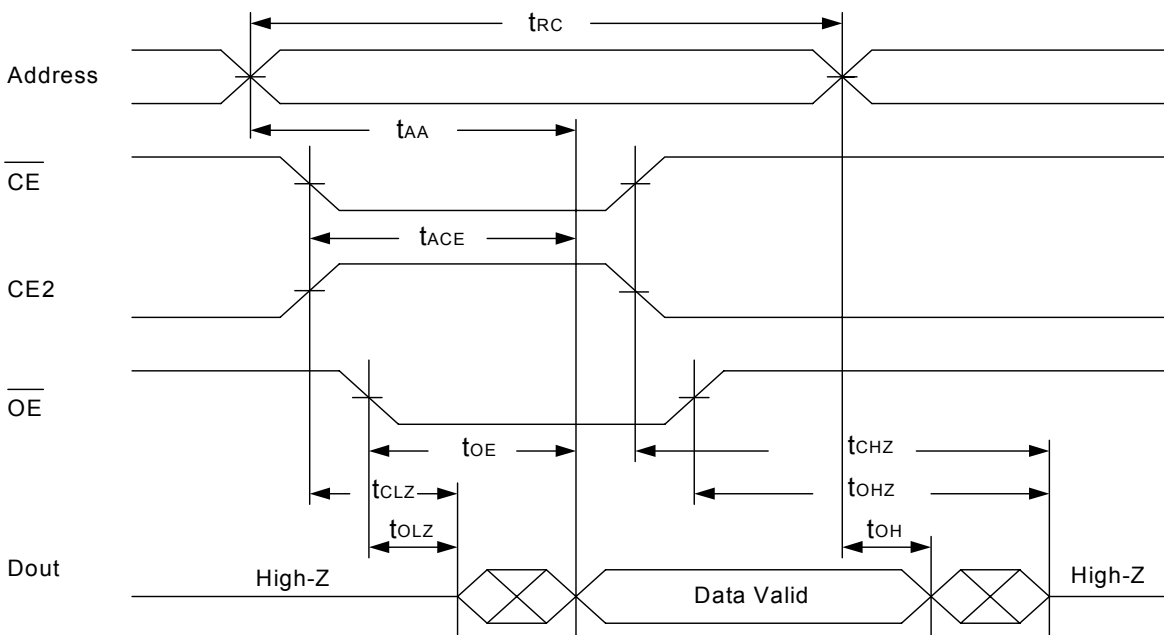 tRC
Address
tAA
CE
tACE
CE2
OE
tOE
tCHZ
tCLZ
tOHZ
tOLZ
tOH
Dout
High-Z
Data Valid
High-Z